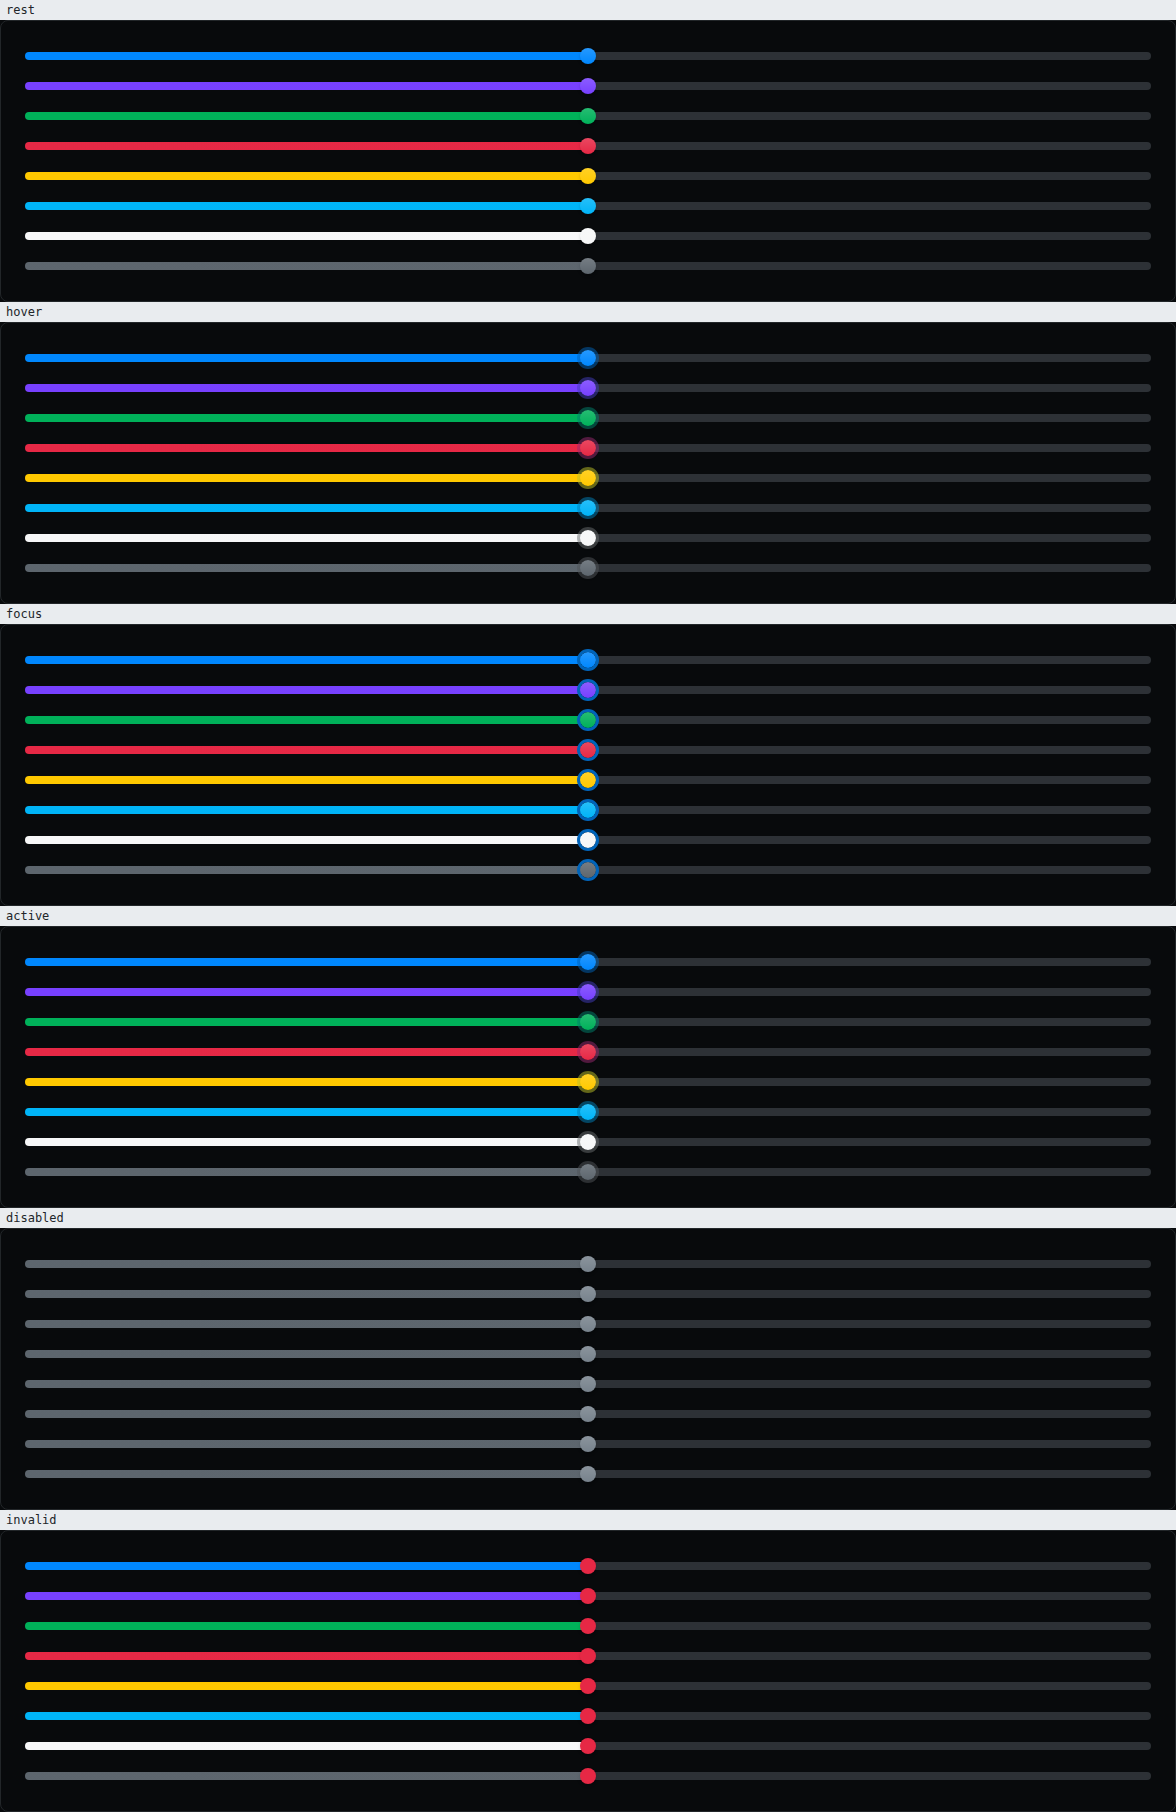 rest
hover
focus
active
disabled
invalid